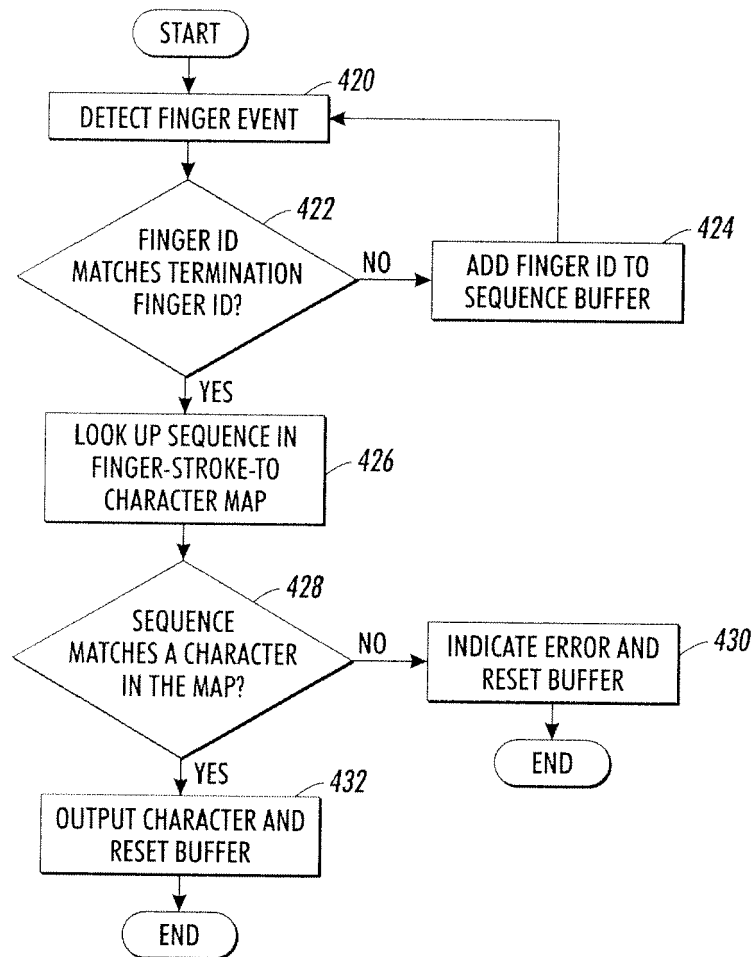 START
420
DETECT FINGER EVENT
422
FINGER ID
MATCHES TERMINATION
FINGER ID?
NO
424
ADD FINGER ID TO
SEQUENCE BUFFER
YES
LOOK UP SEQUENCE IN
FINGER-STROKE-TO
CHARACTER MAP
426
428
SEQUENCE
MATCHES A CHARACTER
IN THE MAP?
NO
INDICATE ERROR AND
RESET BUFFER
430
END
YES
432
OUTPUT CHARACTER AND
RESET BUFFER
END